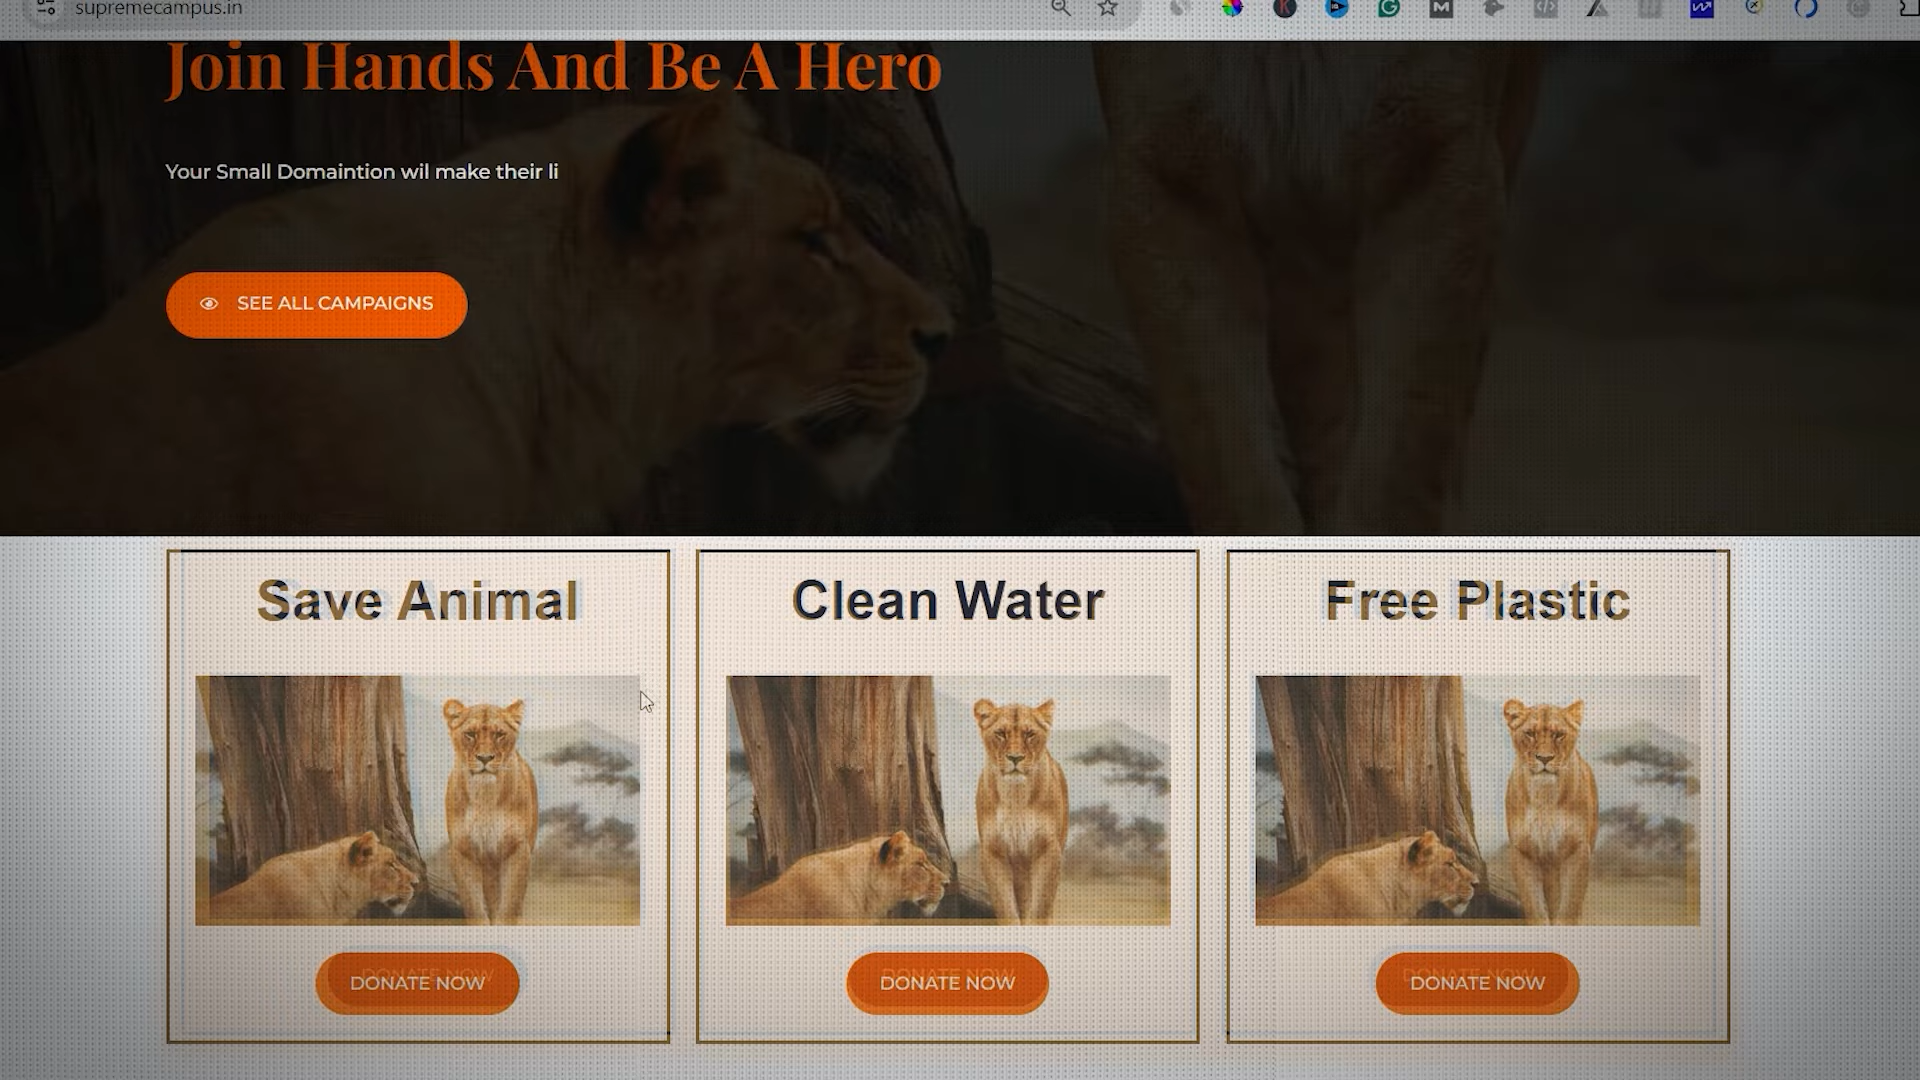 supremecampus.in
Join Hands And Be A Hero
Your Small Domaintion wil make their li
SEE ALL CAMPAIGNS
Save Animal
Clean Water
Free Plastic
DONATE NOW
DONATE NOW
DONATE NOW